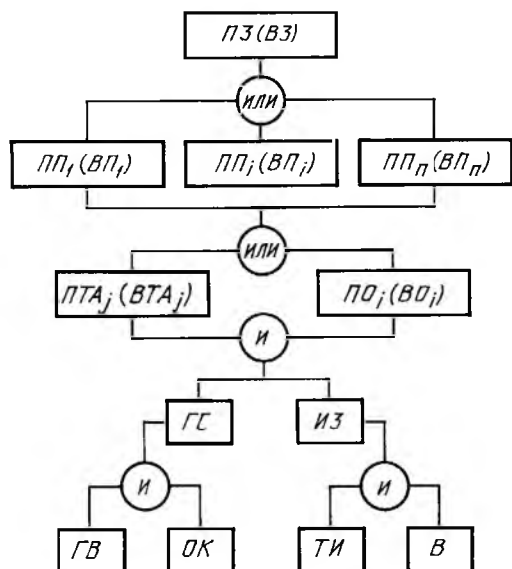 ПЗ(ВЗ)
ИЛИ
ПП₁(ВП₁) ППᵢ(ВПᵢ) ППₙ(ВПₙ)
ИЛИ
ПТАⱼ(ВТАⱼ) ПОᵢ(ВОᵢ)
И
ГС ИЗ
И И
ГВ ОК ТИ В